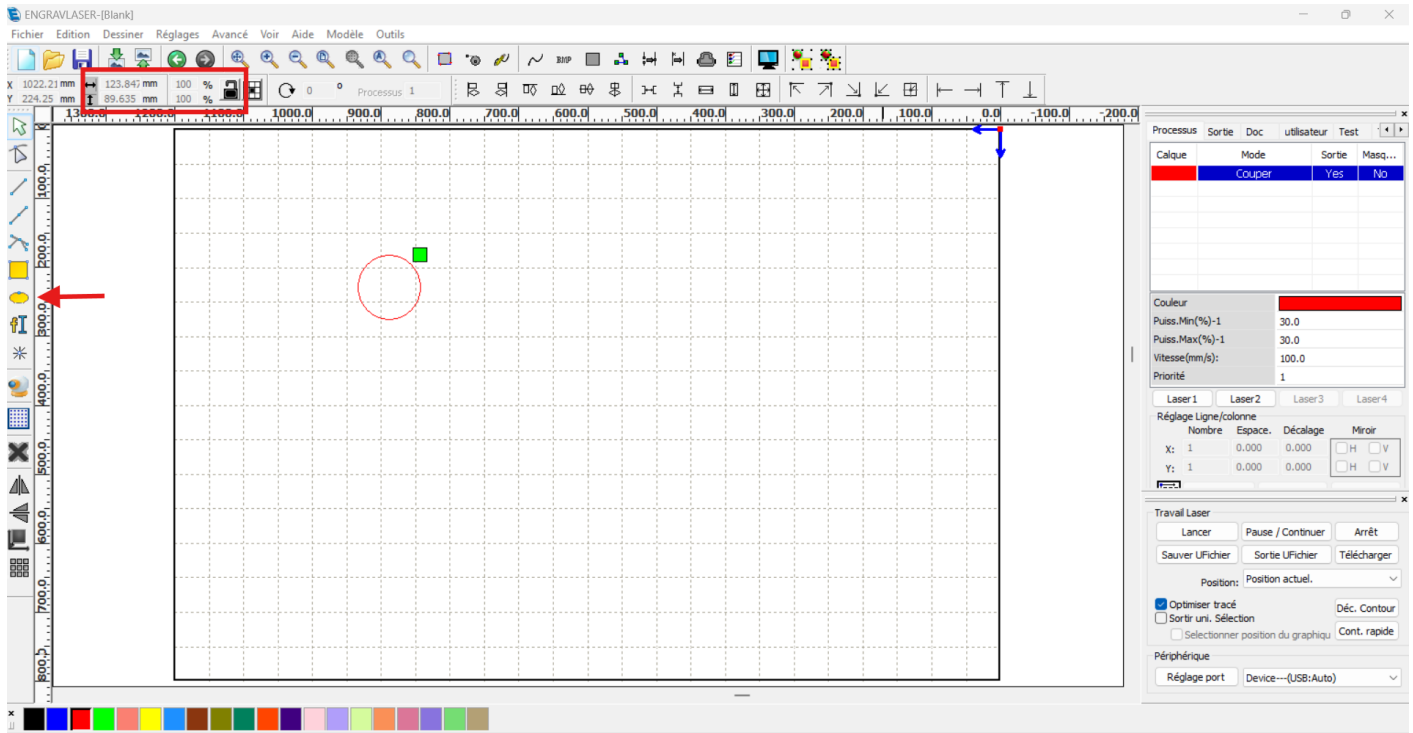 ENGRAVLASER-[Blank]
Fichier Edition Dessiner Réglages Avancé Voir Aide Modèle Outils
BMP
X 1022.21 mm 123.847 mm 100 % 0 ° Processus 1
Y 224.25 mm 89.635 mm 100 %
1300.0 1200.0 1100.0 1000.0 900.0 800.0 700.0 600.0 500.0 400.0 300.0 200.0 100.0 0.0 -100.0 -200.0
0
100.0
200.0
300.0
400.0
500.0
600.0
700.0
800.0
Processus Sortie Doc utilisateur Test
Calque Mode Sortie Masq...
Couper Yes No
Couleur
Puiss.Min(%)-1 30.0
Puiss.Max(%)-1 30.0
Vitesse(mm/s): 100.0
Priorité 1
Laser1 Laser2 Laser3 Laser4
Réglage Ligne/colonne
Nombre Espace. Décalage Miroir
X: 1 0.000 0.000 H V
Y: 1 0.000 0.000 H V
Travail Laser
Lancer Pause / Continuer Arrêt
Sauver UFichier Sortie UFichier Télécharger
Position: Position actuel.
Optimiser tracé Déc. Contour
Sortir uni. Sélection
Selectionner position du graphiqu Cont. rapide
Périphérique
Réglage port Device---(USB:Auto)